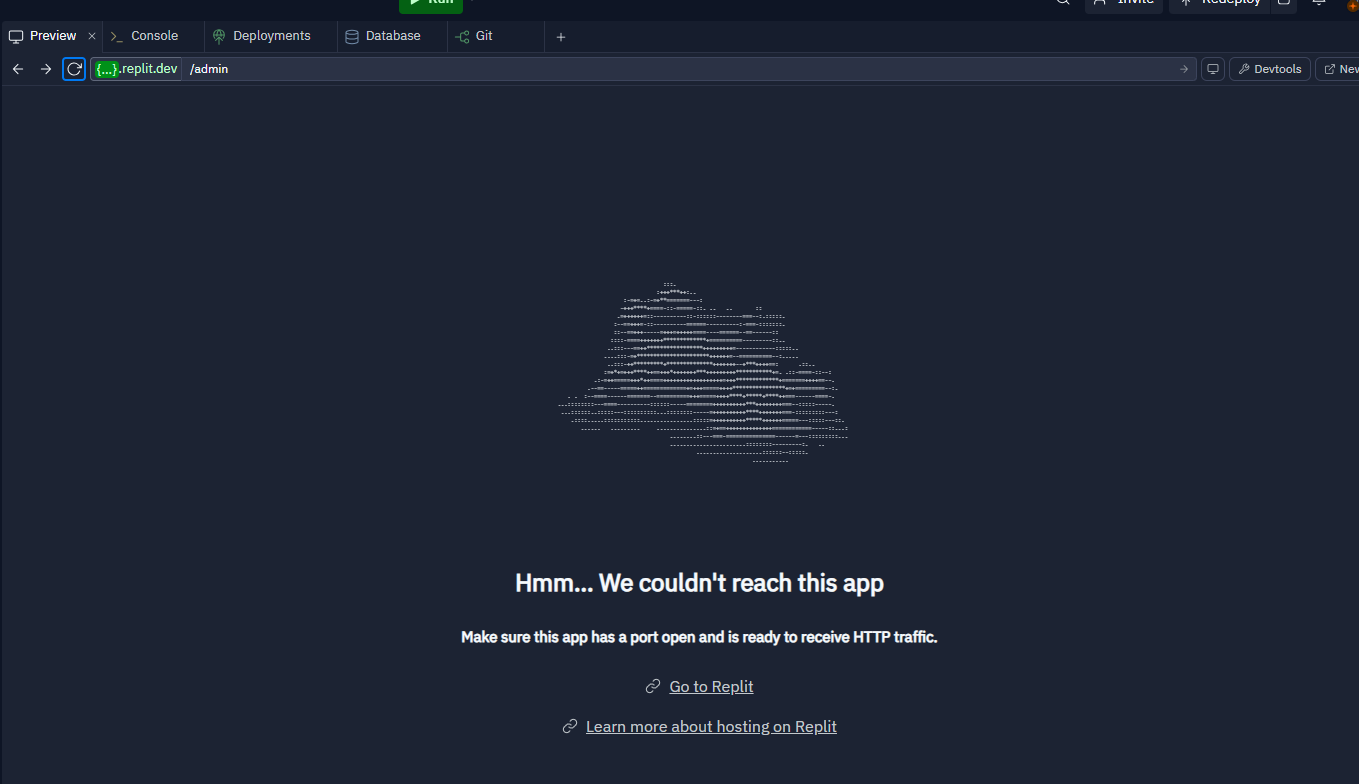 Run
Invite
Redeploy
Preview
Console
Deployments
Database
Git
{...}.replit.dev /admin
Devtools
New
Hmm... We couldn't reach this app
Make sure this app has a port open and is ready to receive HTTP traffic.
Go to Replit
Learn more about hosting on Replit